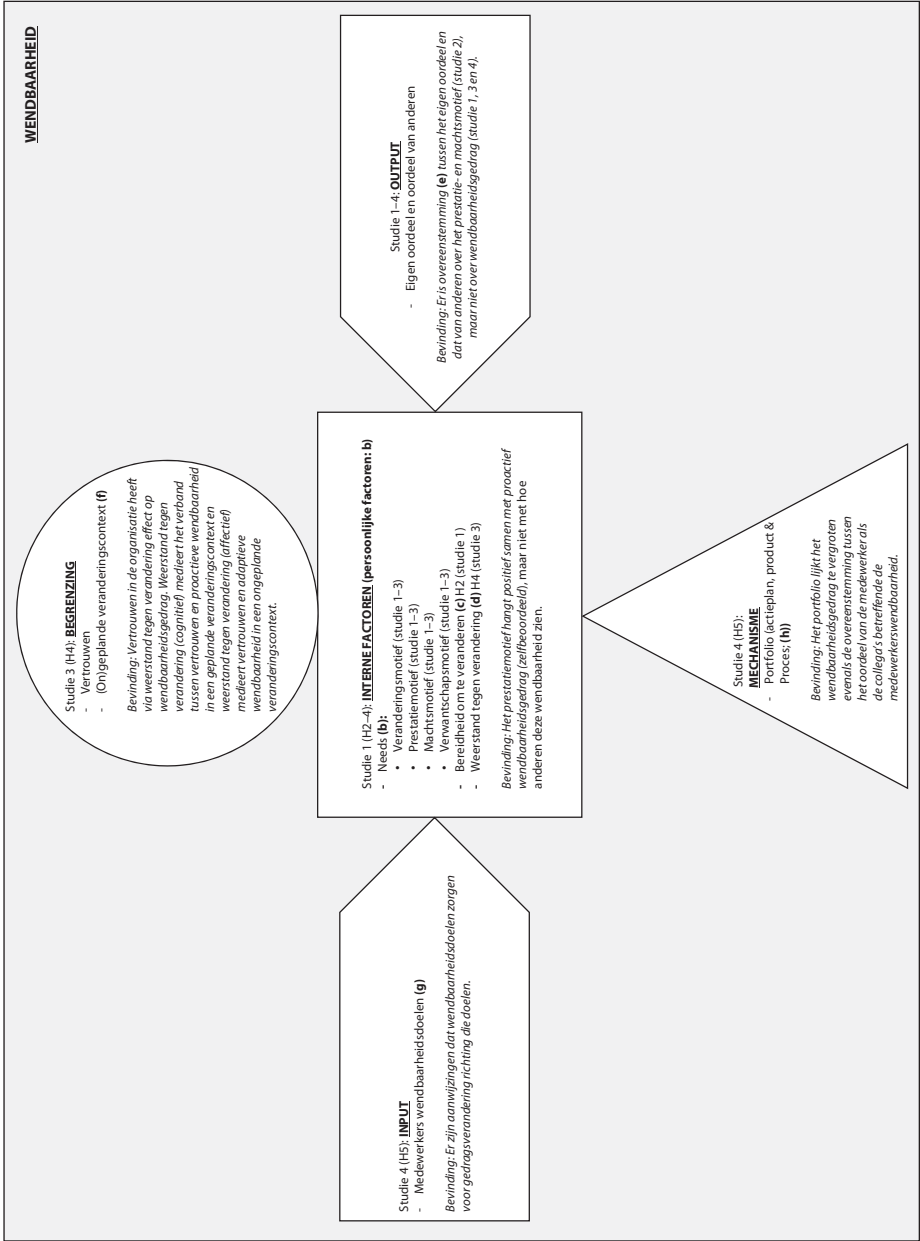 WENDBAARHEID
Studie 3 (H4): BEGRENZING
- Vertrouwen
- (On)geplande veranderingscontext (f)
Bevinding: Vertrouwen in de organisatie heeft
via weerstand tegen verandering effect op
wendbaarheidsgedrag. Weerstand tegen
verandering (cognitief) medieert het verband
tussen vertrouwen en proactieve wendbaarheid
in een geplande veranderingscontext en
weerstand tegen verandering (affectief)
medieert vertrouwen en adaptieve
wendbaarheid in een ongeplande
veranderingscontext.
Studie 4 (H5): INPUT
- Medewerkers wendbaarheidsdoelen (g)
Bevinding: Er zijn aanwijzingen dat wendbaarheidsdoelen zorgen
voor gedragsverandering richting die doelen.
Studie 1 (H2–4): INTERNE FACTOREN (persoonlijke factoren: b)
- Needs (b):
• Veranderingsmotief (studie 1–3)
• Prestatiemotief (studie 1–3)
• Machtsmotief (studie 1–3)
• Verwantschapsmotief (studie 1–3)
- Bereidheid om te veranderen (c) H2 (studie 1)
- Weerstand tegen verandering (d) H4 (studie 3)
Bevinding: Het prestatiemotief hangt positief samen met proactief
wendbaarheidsgedrag (zelfbeoordeeld), maar niet met hoe
anderen deze wendbaarheid zien.
Studie 1–4: OUTPUT
- Eigen oordeel en oordeel van anderen
Bevinding: Er is overeenstemming (e) tussen het eigen oordeel en
dat van anderen over het prestatie- en machtsmotief (studie 2),
maar niet over wendbaarheidsgedrag (studie 1, 3 en 4).
Studie 4 (H5):
MECHANISME
- Portfolio (actieplan, product &
Proces; (h))
Bevinding: Het portfolio lijkt het
wendbaarheidsgedrag te vergroten
evenals de overeenstemming tussen
het oordeel van de medewerker als
de collega's betreffende de
medewerkerswendbaarheid.